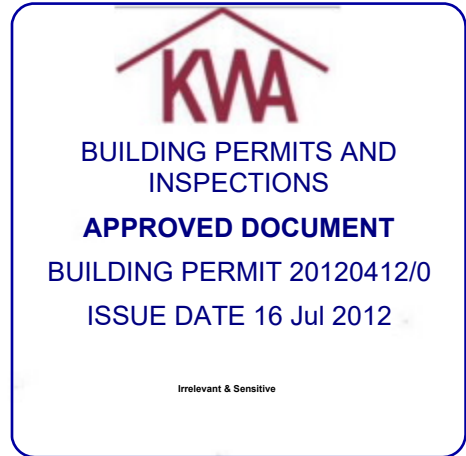 KWA
BUILDING PERMITS AND
INSPECTIONS
APPROVED DOCUMENT
BUILDING PERMIT 20120412/0
ISSUE DATE 16 Jul 2012
Irrelevant & Sensitive